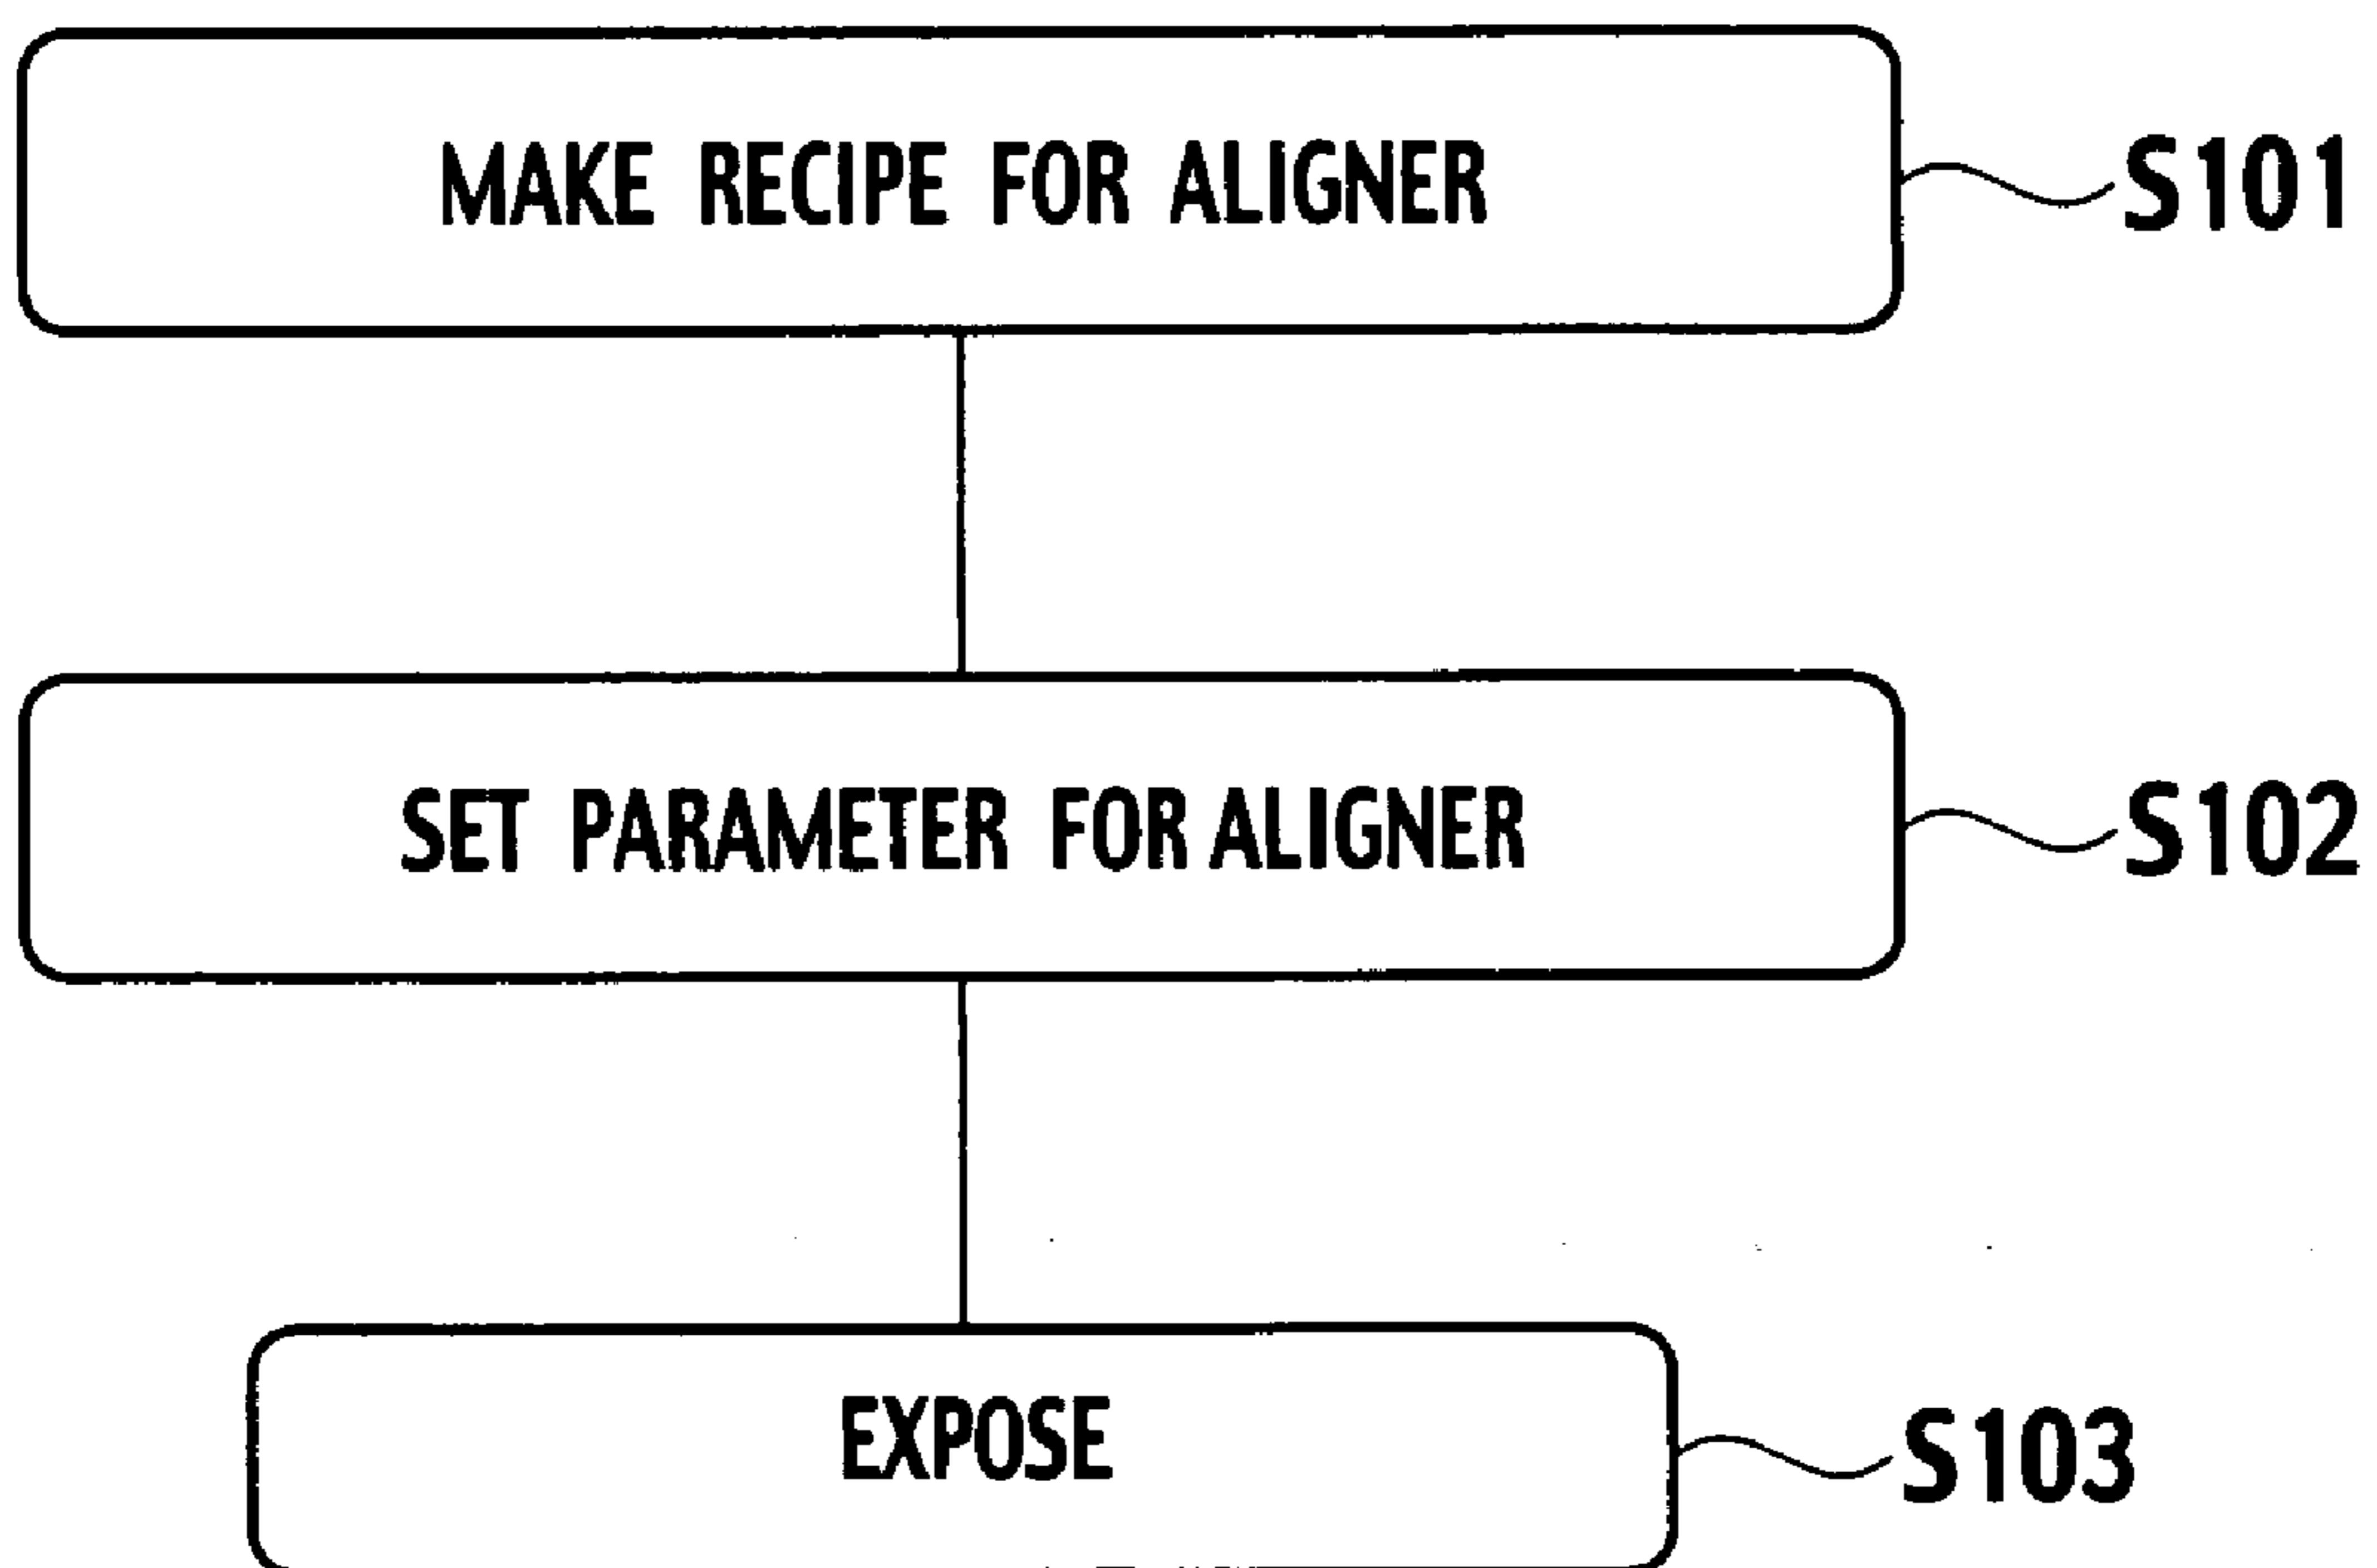 MAKE RECIPE FOR ALIGNER
S101
SET PARAMETER FOR ALIGNER
S102
EXPOSE
S103